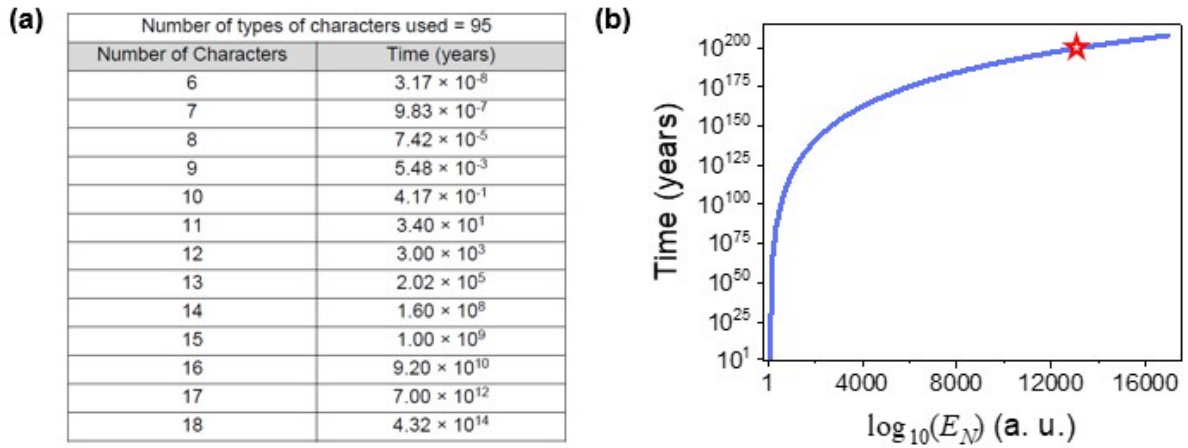 (a)
Number of types of characters used = 95
Number of Characters Time (years)
6 3.17 × 10⁻⁸
7 9.83 × 10⁻⁷
8 7.42 × 10⁻⁵
9 5.48 × 10⁻³
10 4.17 × 10⁻¹
11 3.40 × 10¹
12 3.00 × 10³
13 2.02 × 10⁵
14 1.60 × 10⁸
15 1.00 × 10⁹
16 9.20 × 10¹⁰
17 7.00 × 10¹²
18 4.32 × 10¹⁴
(b)
Time (years)
10²⁰⁰
10¹⁷⁵
10¹⁵⁰
10¹²⁵
10¹⁰⁰
10⁷⁵
10⁵⁰
10²⁵
10¹
1 4000 8000 12000 16000
log₁₀(E_N) (a. u.)